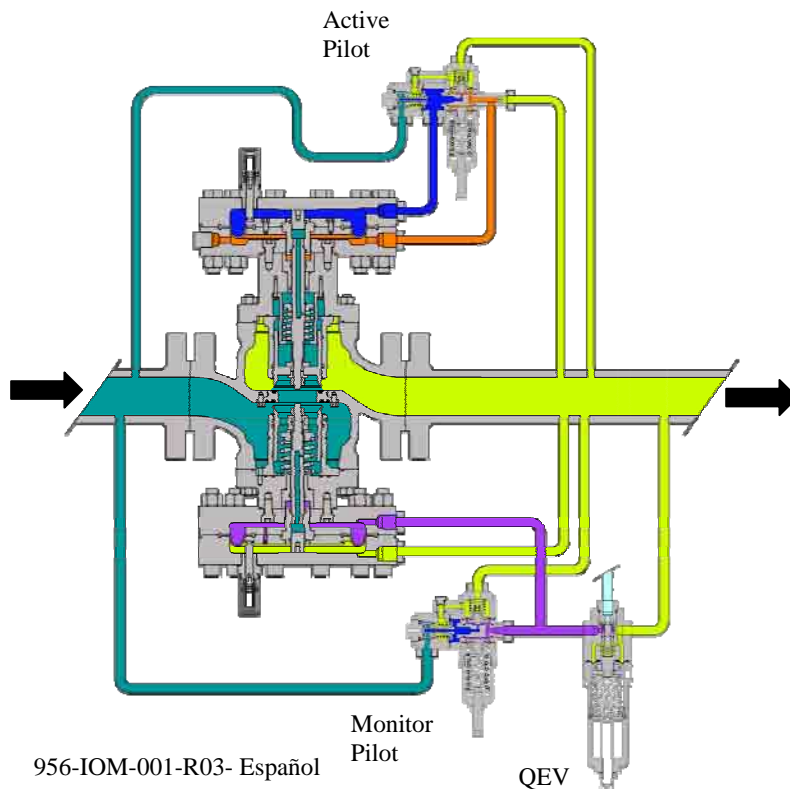 Active
Pilot
Monitor
Pilot
956-IOM-001-R03- Español
QEV